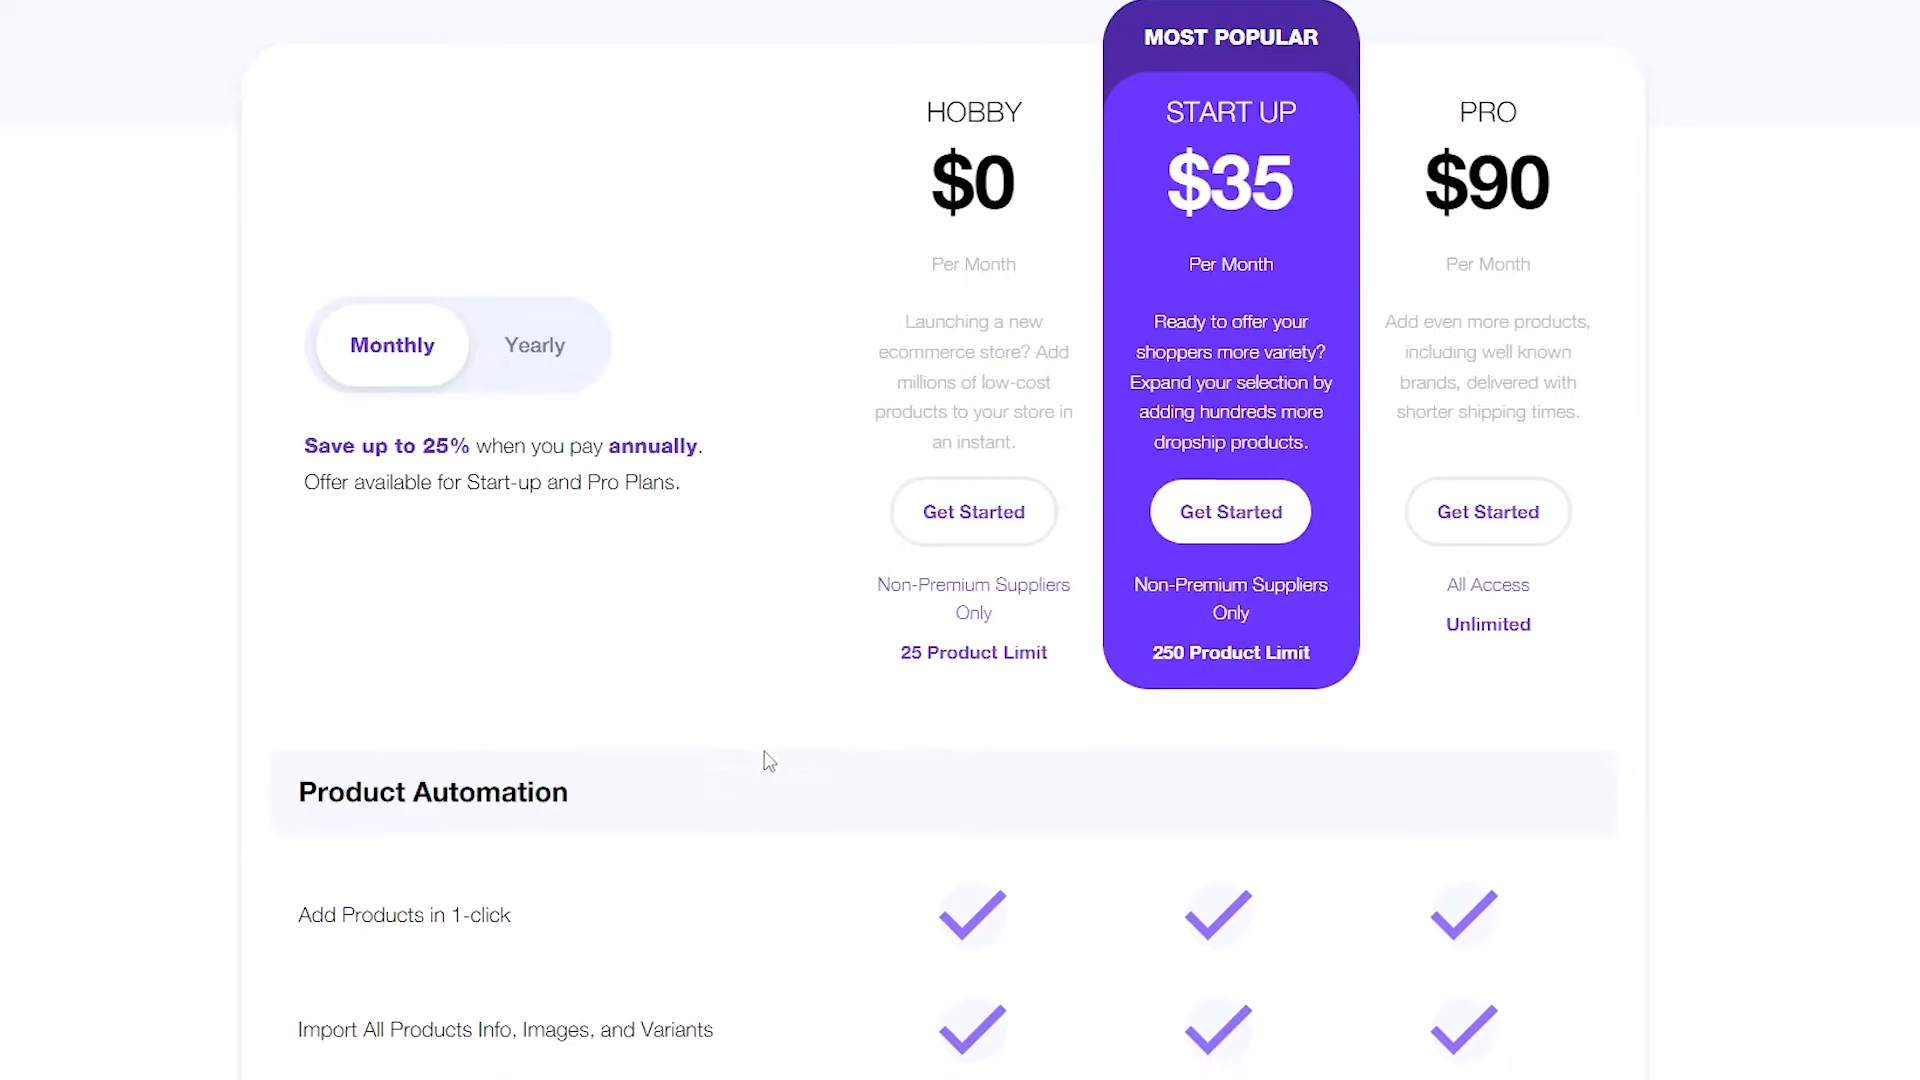 MOST POPULAR
HOBBY
$0
Per Month
Launching a new
ecommerce store? Add
millions of low-cost
products to your store in
an instant.
Get Started
Non-Premium Suppliers
Only
25 Product Limit
START UP
$35
Per Month
Ready to offer your
shoppers more variety?
Expand your selection by
adding hundreds more
dropship products.
Get Started
Non-Premium Suppliers
Only
250 Product Limit
PRO
$90
Per Month
Add even more products,
including well known
brands, delivered with
shorter shipping times.
Get Started
All Access
Unlimited
Monthly
Yearly
Save up to 25% when you pay annually.
Offer available for Start-up and Pro Plans.
Product Automation
Add Products in 1-click
Import All Products Info, Images, and Variants